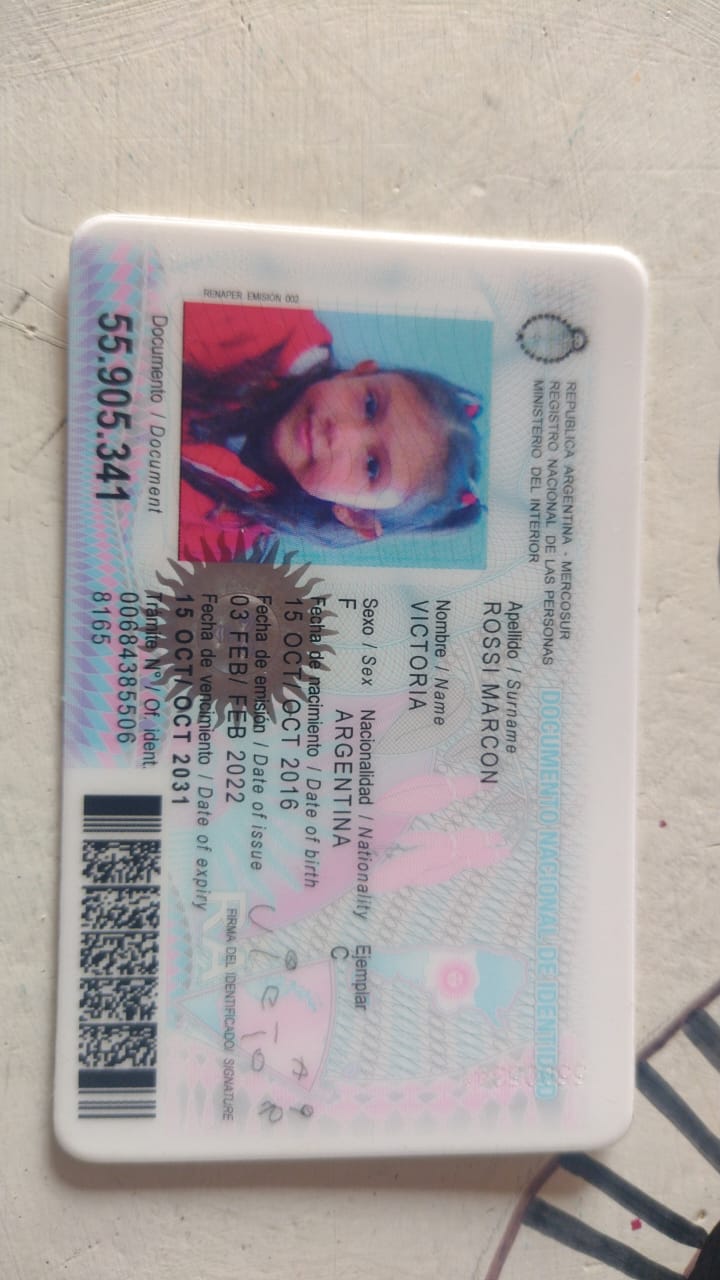 REPUBLICA ARGENTINA - MERCOSUR
REGISTRO NACIONAL DE LAS PERSONAS
MINISTERIO DEL INTERIOR
DOCUMENTO NACIONAL DE IDENTIDAD
Apellido / Surname
ROSSI MARCON
Nombre / Name
VICTORIA
Sexo / Sex Nacionalidad / Nationality Ejemplar
F ARGENTINA C
Fecha de nacimiento / Date of birth
15 OCT/ OCT 2016
Fecha de emisión / Date of issue
03 FEB/ FEB 2022
Fecha de vencimiento / Date of expiry
15 OCT/ OCT 2031
FIRMA DEL IDENTIFICADO/ SIGNATURE
RENAPER EMISIÓN 002
Documento / Document
55.905.341
Trámite N°/ Of. ident.
00684385506
8165
RA